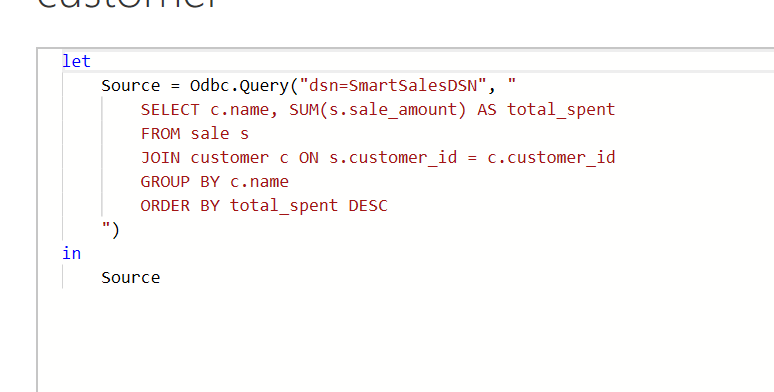 customer
let
    Source = Odbc.Query("dsn=SmartSalesDSN", "
        SELECT c.name, SUM(s.sale_amount) AS total_spent
        FROM sale s
        JOIN customer c ON s.customer_id = c.customer_id
        GROUP BY c.name
        ORDER BY total_spent DESC
    ")
in
    Source